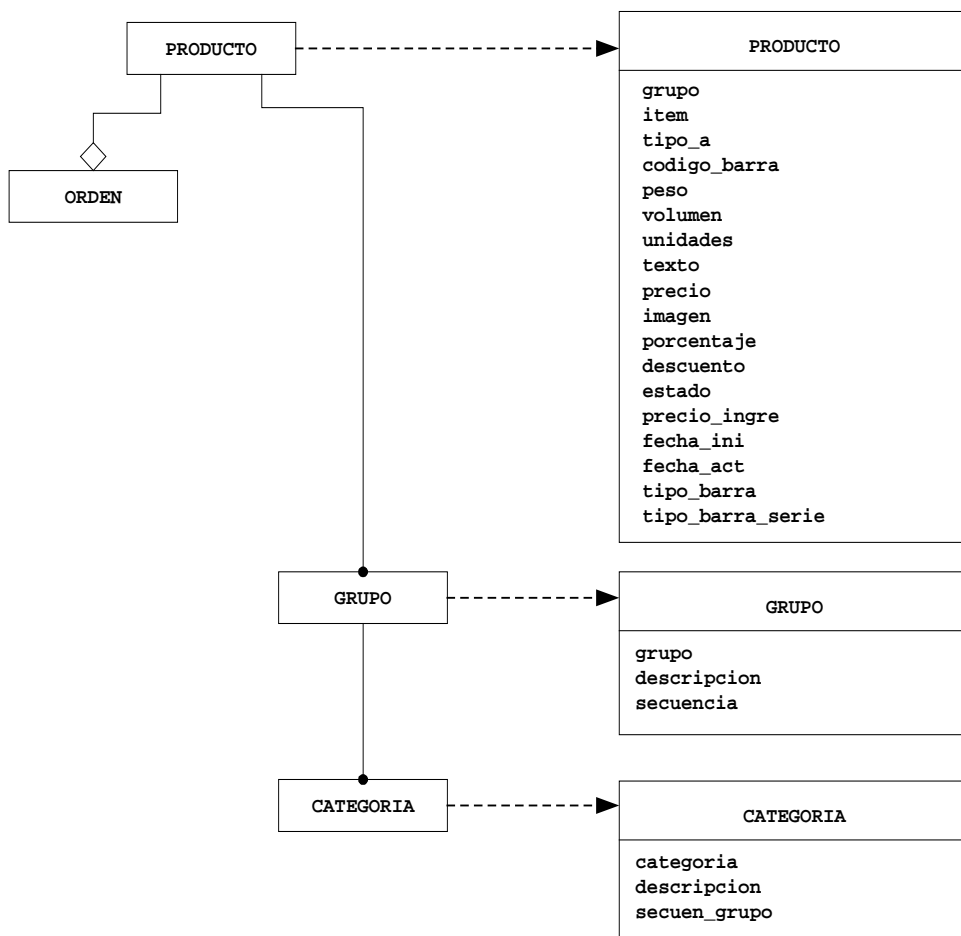 PRODUCTO
PRODUCTO
grupo
item
tipo_a
codigo_barra
peso
volumen
unidades
texto
precio
imagen
porcentaje
descuento
estado
precio_ingre
fecha_ini
fecha_act
tipo_barra
tipo_barra_serie
ORDEN
GRUPO
GRUPO
grupo
descripcion
secuencia
CATEGORIA
CATEGORIA
categoria
descripcion
secuen_grupo